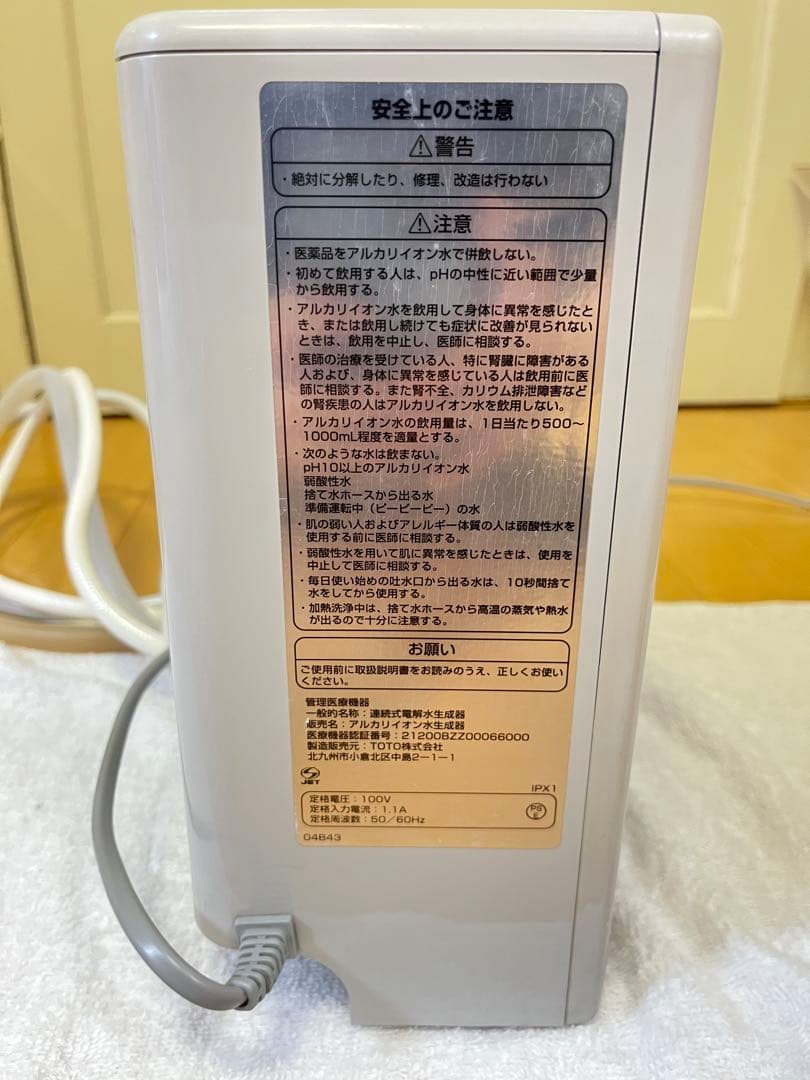 安全上のご注意
⚠警告
・絶対に分解したり、修理、改造は行わない
⚠注意
・医薬品をアルカリイオン水で併飲しない。
・初めて飲用する人は、pHの中性に近い範囲で少量
から飲用する。
・アルカリイオン水を飲用して身体に異常を感じたと
き、または飲用し続けても症状に改善が見られない
ときは、飲用を中止し、医師に相談する。
・医師の治療を受けている人、特に腎臓に障害がある
人および、身体に異常を感じている人は飲用前に医
師に相談する。また腎不全、カリウム排泄障害など
の腎疾患の人はアルカリイオン水を飲用しない。
・アルカリイオン水の飲用量は、1日当たり500〜
1000mL程度を適量とする。
・次のような水は飲まない。
pH10以上のアルカリイオン水
弱酸性水
捨て水ホースから出る水
準備運転中（ピーピーピー）の水
・肌の弱い人およびアレルギー体質の人は弱酸性水を
使用する前に医師に相談する。
・弱酸性水を用いて肌に異常を感じたときは、使用を
中止して医師に相談する。
・毎日使い始めの吐水口から出る水は、10秒間捨て
水をしてから使用する。
・加熱洗浄中は、捨て水ホースから高温の蒸気や熱水
が出るので十分に注意する。
お願い
ご使用前に取扱説明書をお読みのうえ、正しくお使い
ください。
管理医療機器
一般的名称：連続式電解水生成器
販売名：アルカリイオン水生成器
医療機器認証番号：21200BZZ00066000
製造販売元：TOTO株式会社
北九州市小倉北区中島2-1-1
JET
IPX1
定格電圧：100V
定格入力電流：1.1A
定格周波数：50／60Hz
PS
E
04B43